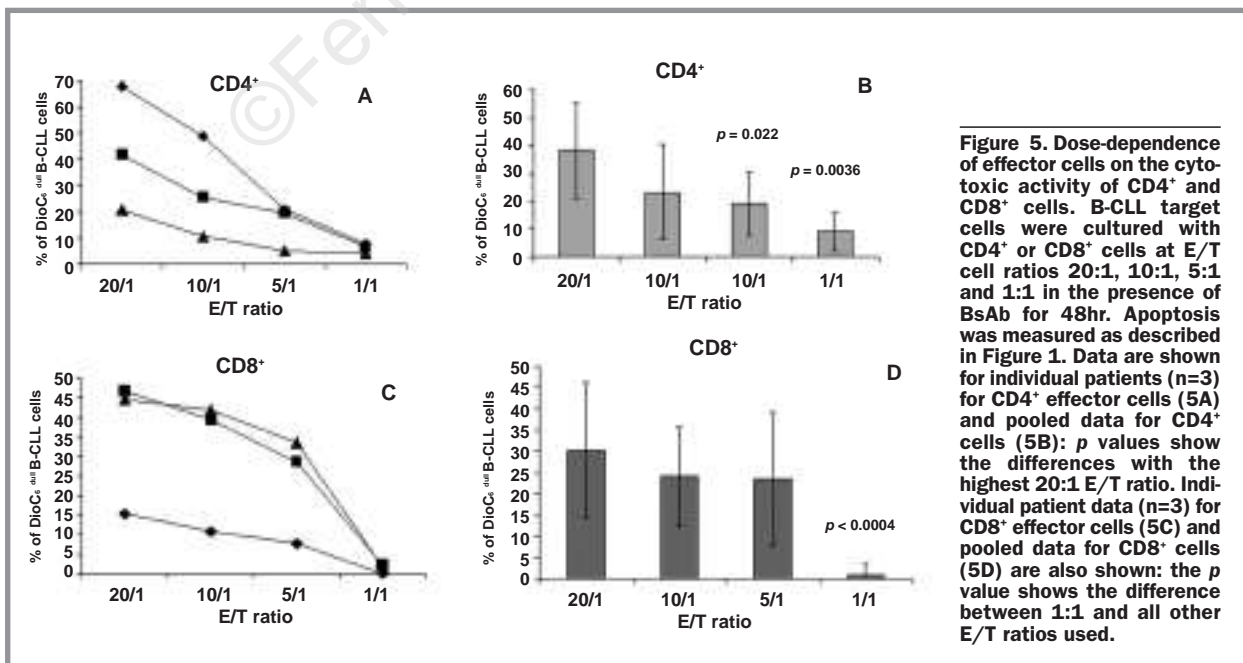 ©Fer
CD4+
A
% of DioC6 dull B-CLL cells
70
60
50
40
30
20
10
0
20/1 10/1 5/1 1/1
E/T ratio
CD4+
B
% of DioC6 dull B-CLL cells
60
50
40
30
20
10
0
p = 0.022
p = 0.0036
20/1 10/1 10/1 1/1
E/T ratio
CD8+
C
% of DioC6 dull B-CLL cells
50
45
40
35
30
25
20
15
10
5
0
20/1 10/1 5/1 1/1
E/T ratio
CD8+
D
% of DioC6 dull B-CLL cells
50
45
40
35
30
25
20
15
10
5
0
p < 0.0004
20/1 10/1 5/1 1/1
E/T ratio
Figure 5. Dose-dependence
of effector cells on the cyto-
toxic activity of CD4+ and
CD8+ cells. B-CLL target
cells were cultured with
CD4+ or CD8+ cells at E/T
cell ratios 20:1, 10:1, 5:1
and 1:1 in the presence of
BsAb for 48hr. Apoptosis
was measured as described
in Figure 1. Data are shown
for individual patients (n=3)
for CD4+ effector cells (5A)
and pooled data for CD4+
cells (5B): p values show
the differences with the
highest 20:1 E/T ratio. Indi-
vidual patient data (n=3) for
CD8+ effector cells (5C) and
pooled data for CD8+ cells
(5D) are also shown: the p
value shows the difference
between 1:1 and all other
E/T ratios used.